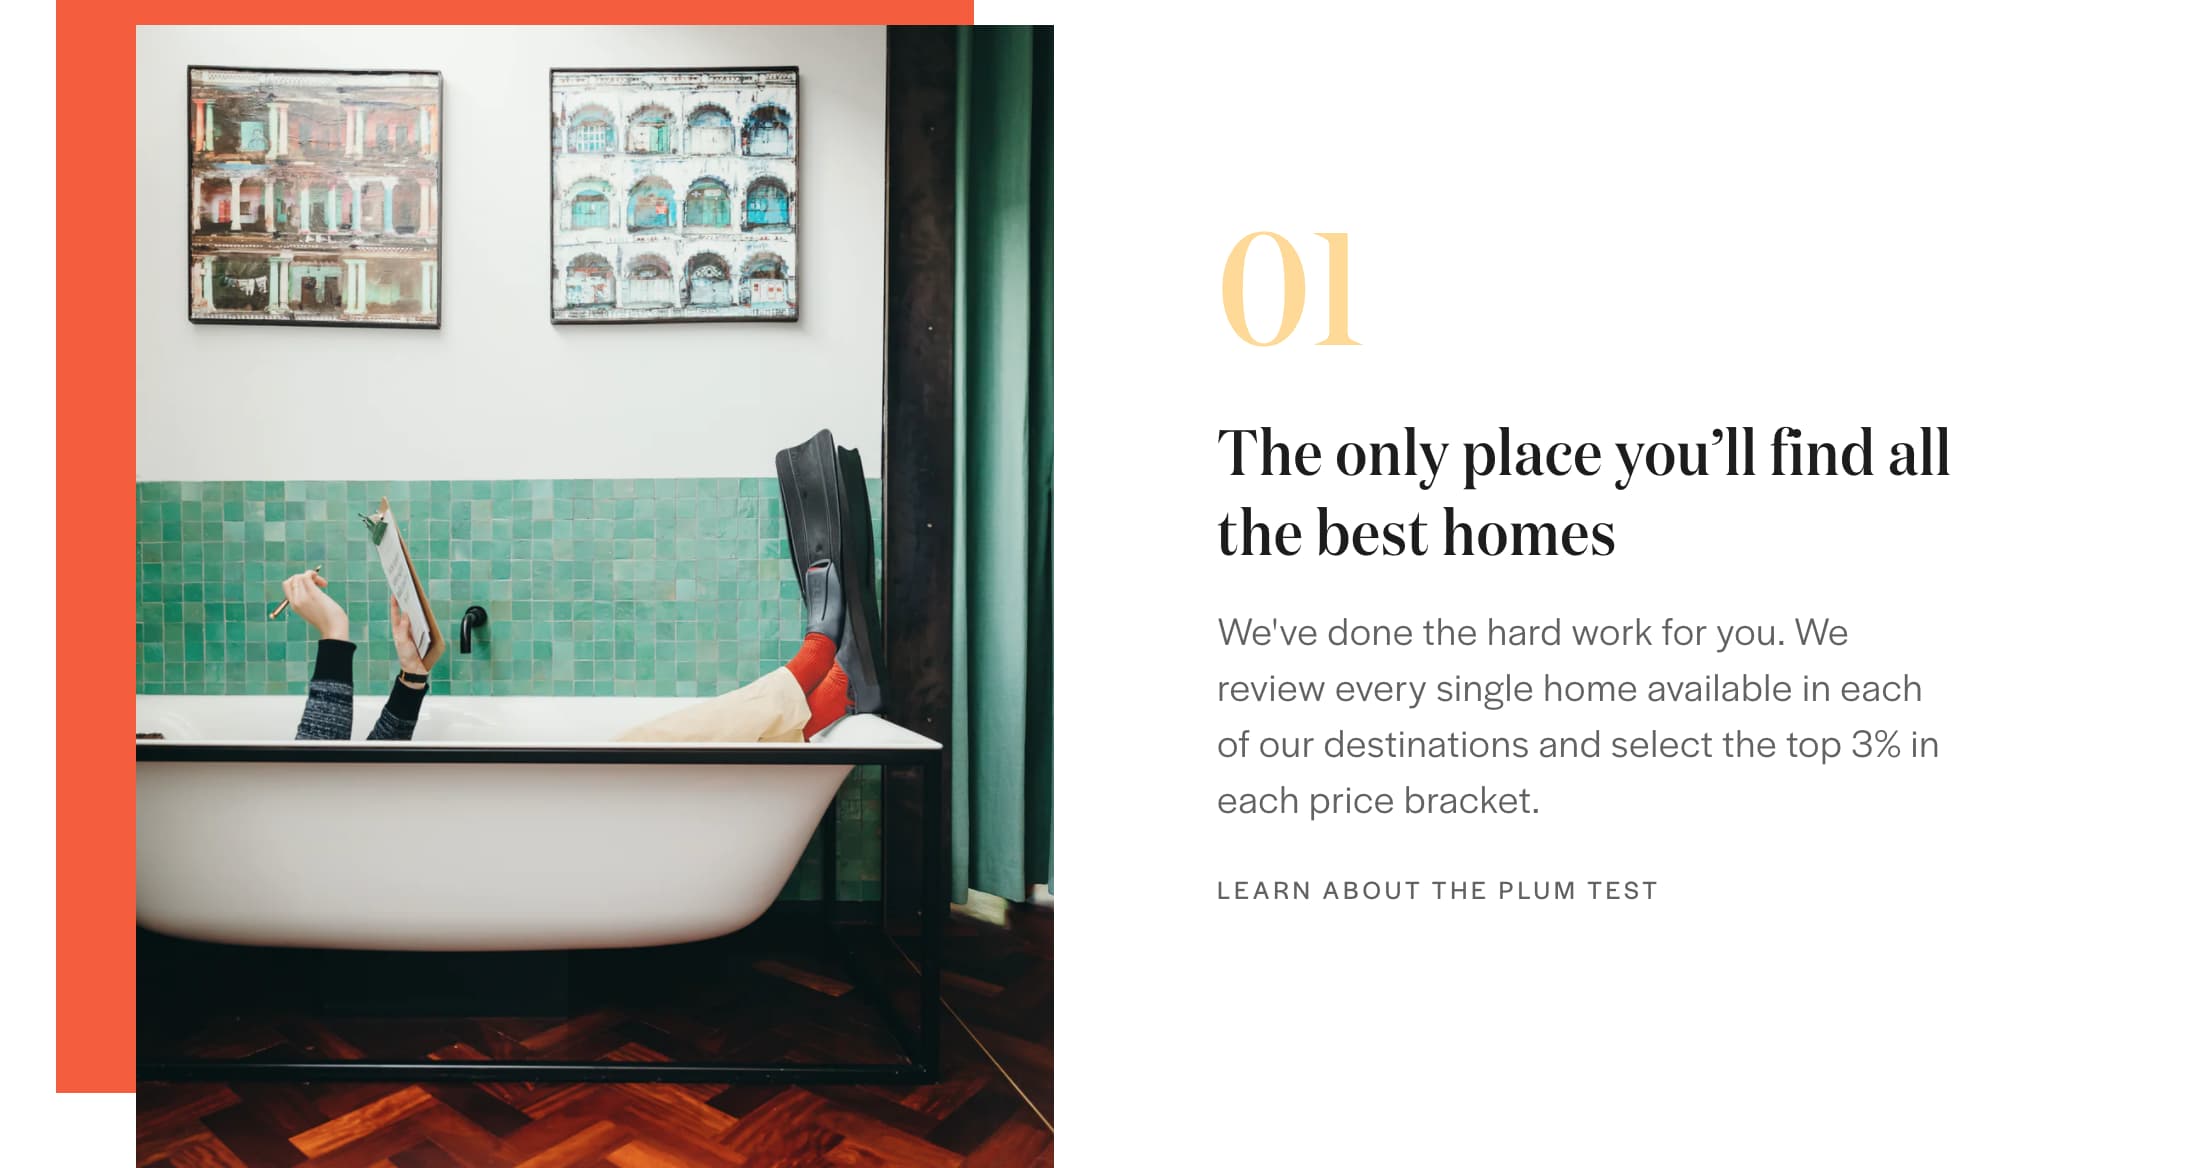 01
The only place you’ll find all
the best homes
We've done the hard work for you. We
review every single home available in each
of our destinations and select the top 3% in
each price bracket.
LEARN ABOUT THE PLUM TEST